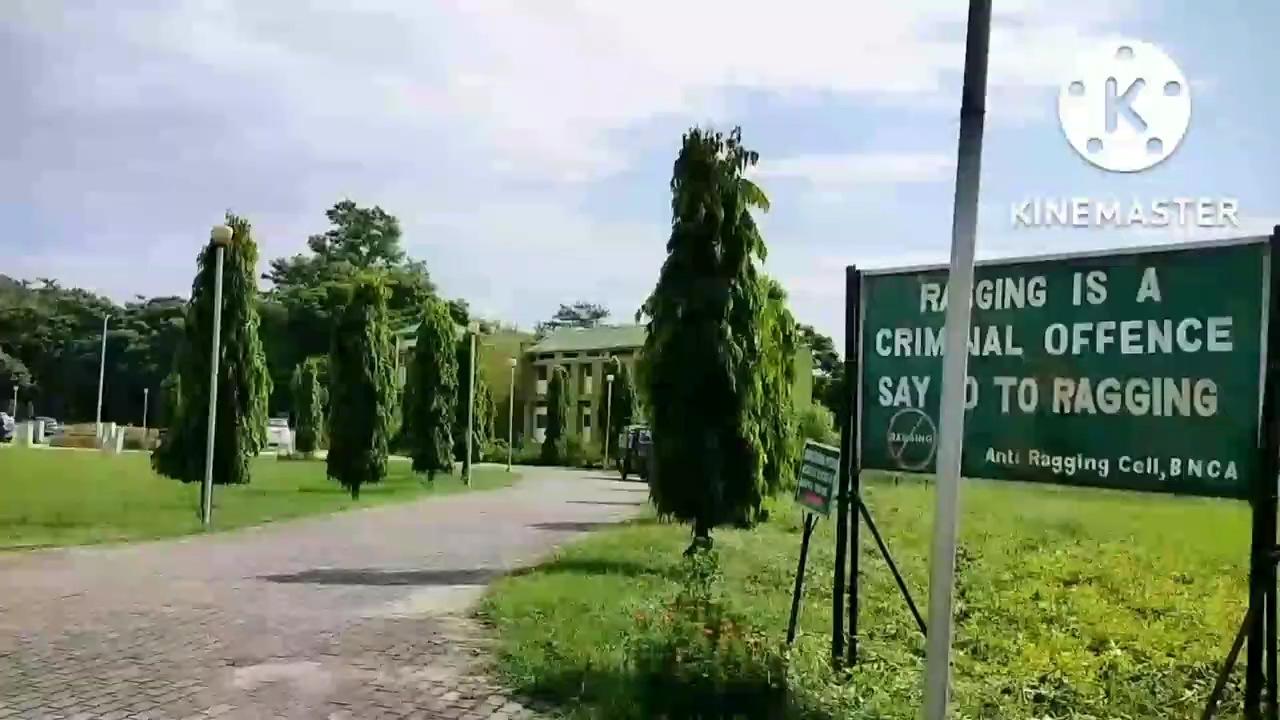 K
KINEMASTER
RAGGING IS A
CRIMINAL OFFENCE
SAY NO TO RAGGING
RAGGING
Anti Ragging Cell, BNCA